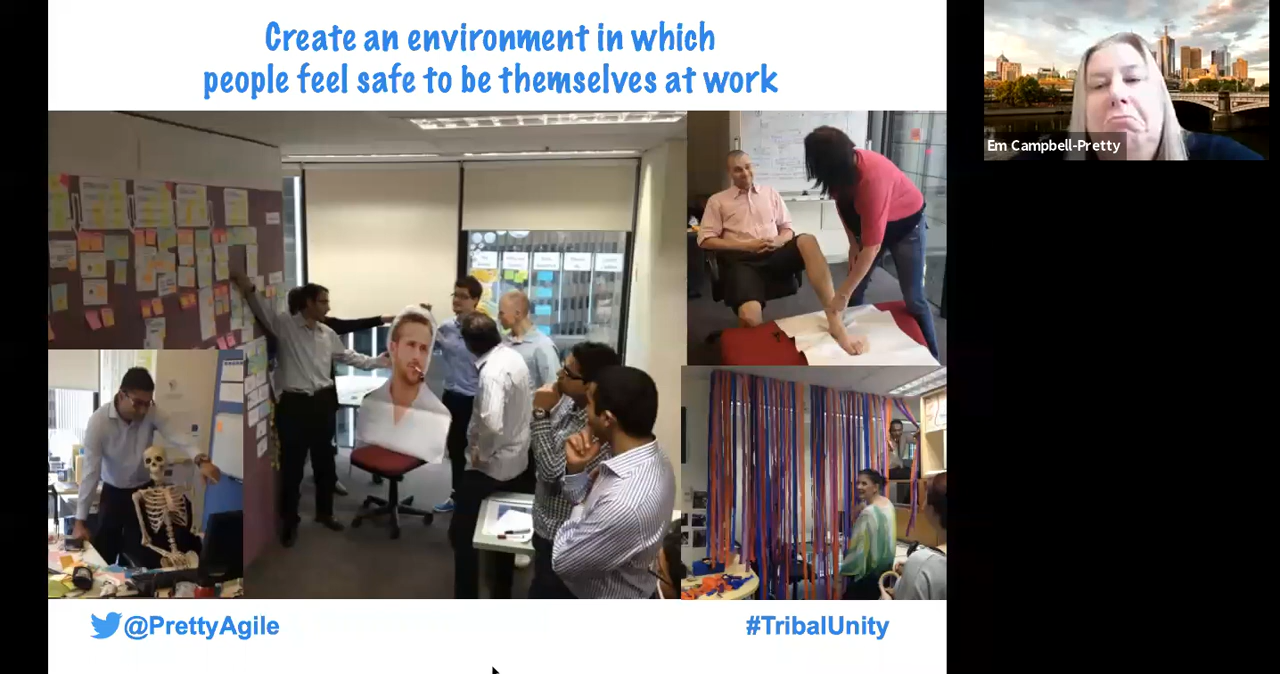 Create an environment in which
people feel safe to be themselves at work
Em Campbell-Pretty
@PrettyAgile
#TribalUnity